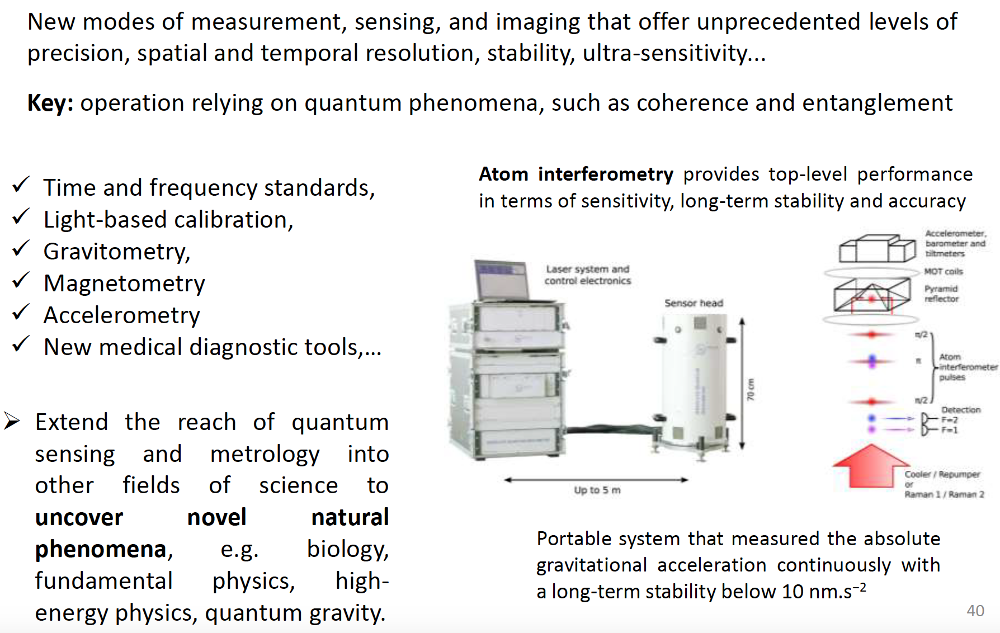 New modes of measurement, sensing, and imaging that offer unprecedented levels of
precision, spatial and temporal resolution, stability, ultra-sensitivity...
Key: operation relying on quantum phenomena, such as coherence and entanglement
✓ Time and frequency standards,
✓ Light-based calibration,
✓ Gravitometry,
✓ Magnetometry
✓ Accelerometry
✓ New medical diagnostic tools,...
➢ Extend the reach of quantum
sensing and metrology into
other fields of science to
uncover novel natural
phenomena, e.g. biology,
fundamental physics, high-
energy physics, quantum gravity.
Atom interferometry provides top-level performance
in terms of sensitivity, long-term stability and accuracy
Laser system and
control electronics
Sensor head
70 cm
Up to 5 m
Accelerometer,
barometer and
tiltmeters
MOT coils
Pyramid
reflector
π/2
π
π/2
Atom
interferometer
pulses
Detection
F=2
F=1
Cooler / Repumper
or
Raman 1 / Raman 2
Portable system that measured the absolute
gravitational acceleration continuously with
a long-term stability below 10 nm.s⁻²
40